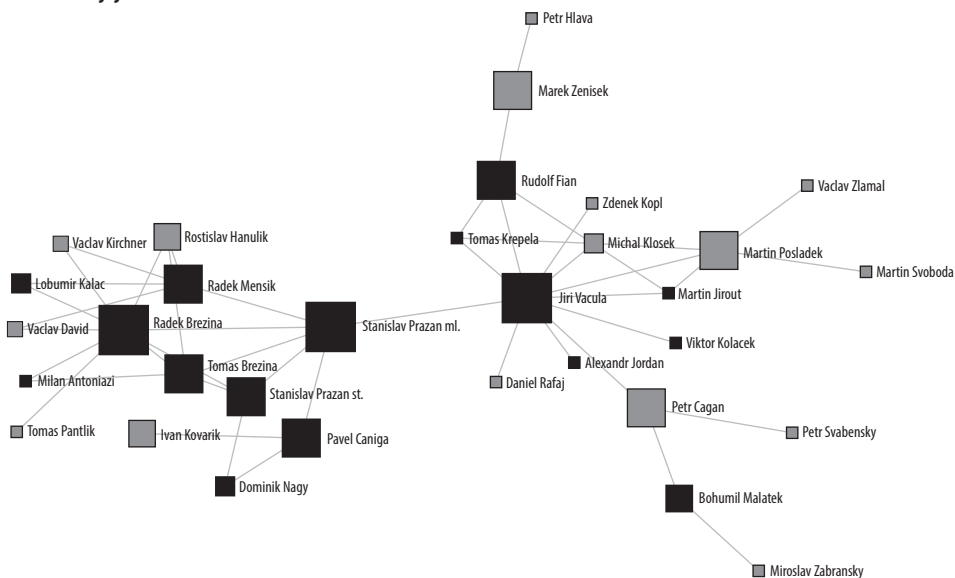 Petr Hlava
Marek Zenisek
Rudolf Fian
Vaclav Zlamal
Zdenek Kopl
Tomas Krepela
Michal Klosek
Martin Posladek
Martin Svoboda
Vaclav Kirchner
Rostislav Hanulik
Lobumir Kalac
Radek Mensik
Jiri Vacula
Martin Jirout
Vaclav David
Radek Brezina
Stanislav Prazan ml.
Viktor Kolacek
Alexandr Jordan
Milan Antoniazi
Tomas Brezina
Daniel Rafaj
Stanislav Prazan st.
Petr Cagan
Tomas Pantlik
Ivan Kovarik
Pavel Caniga
Petr Svabensky
Dominik Nagy
Bohumil Malatek
Miroslav Zabransky